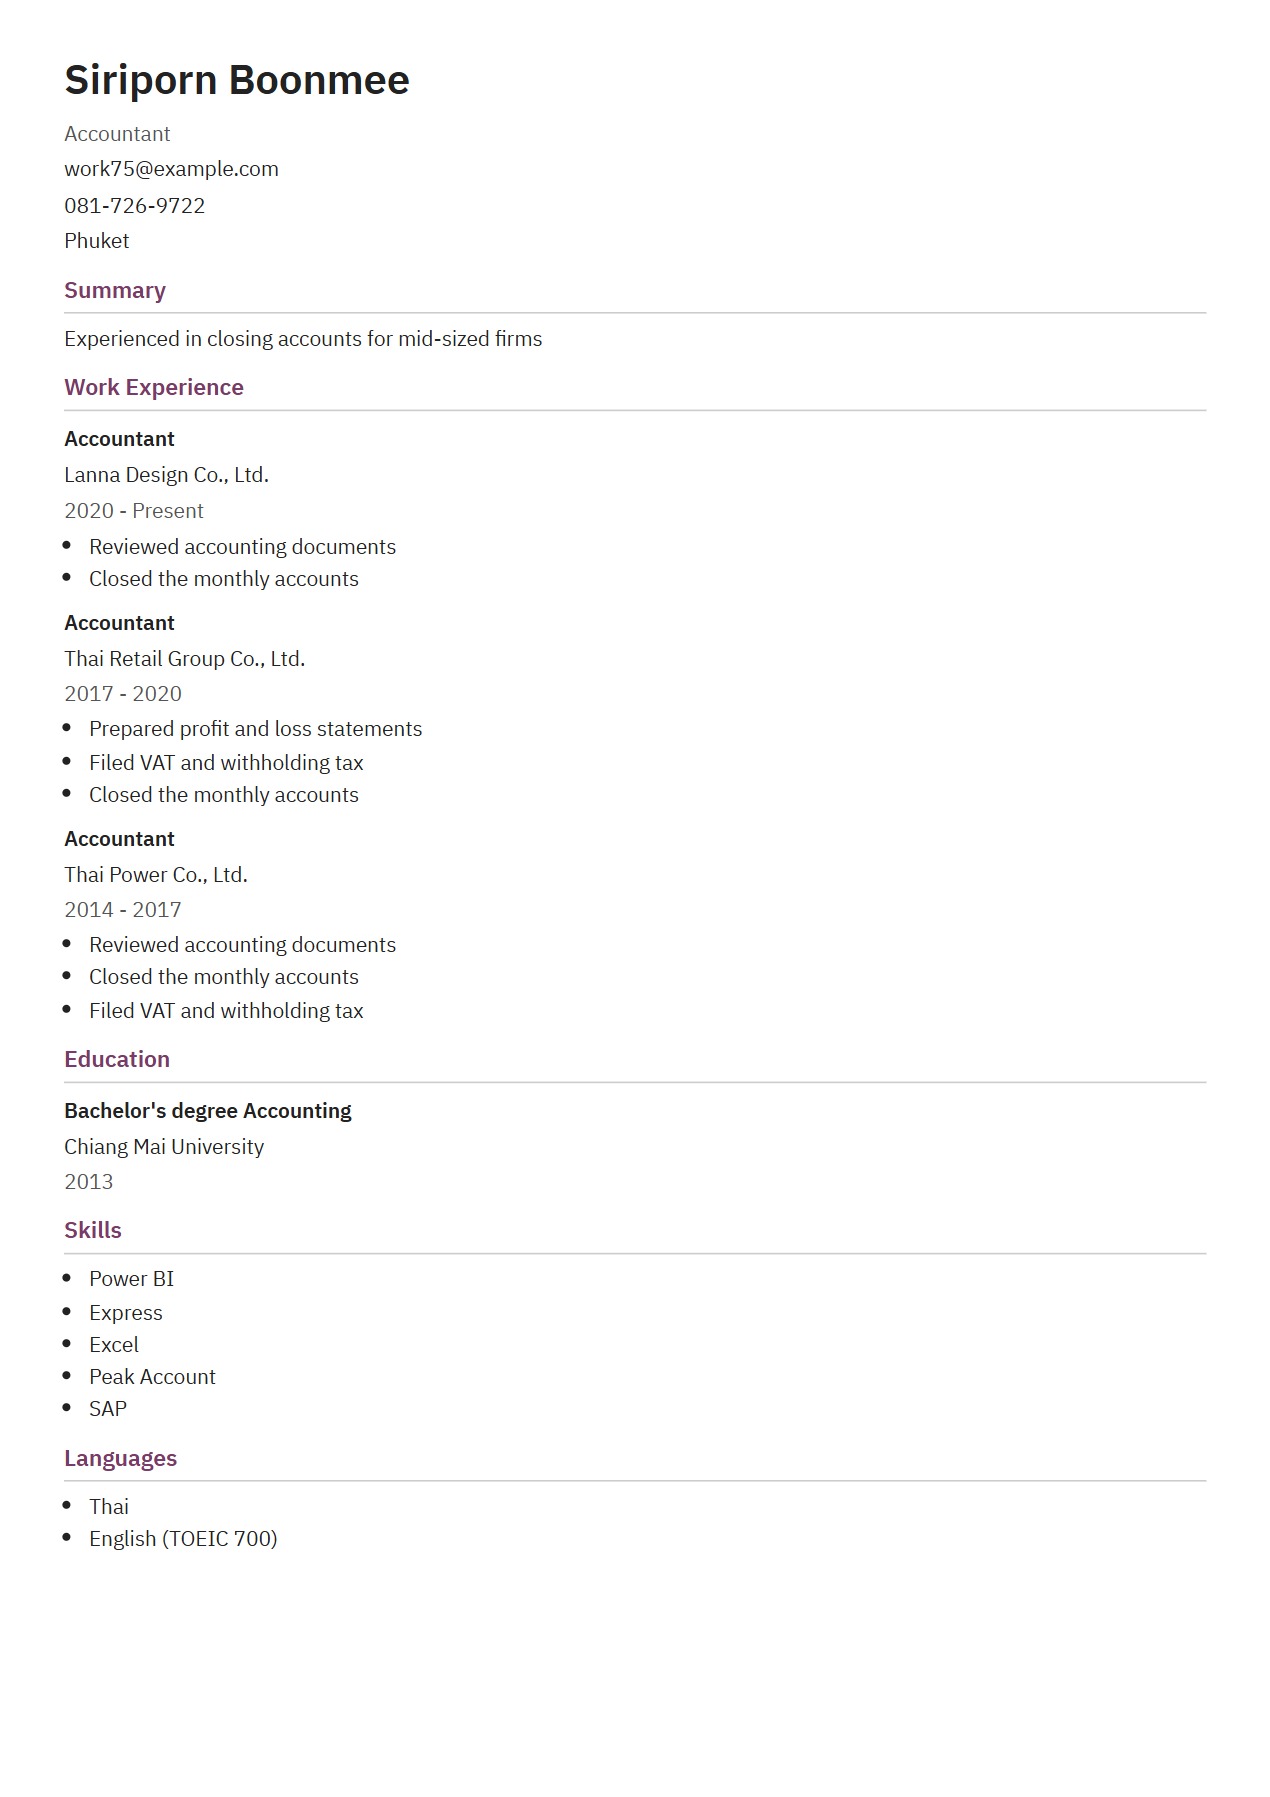 Siriporn Boonmee
Accountant
work75@example.com
081-726-9722
Phuket
Summary
Experienced in closing accounts for mid-sized firms
Work Experience
Accountant
Lanna Design Co., Ltd.
2020 - Present
Reviewed accounting documents
Closed the monthly accounts
Accountant
Thai Retail Group Co., Ltd.
2017 - 2020
Prepared profit and loss statements
Filed VAT and withholding tax
Closed the monthly accounts
Accountant
Thai Power Co., Ltd.
2014 - 2017
Reviewed accounting documents
Closed the monthly accounts
Filed VAT and withholding tax
Education
Bachelor's degree Accounting
Chiang Mai University
2013
Skills
Power BI
Express
Excel
Peak Account
SAP
Languages
Thai
English (TOEIC 700)